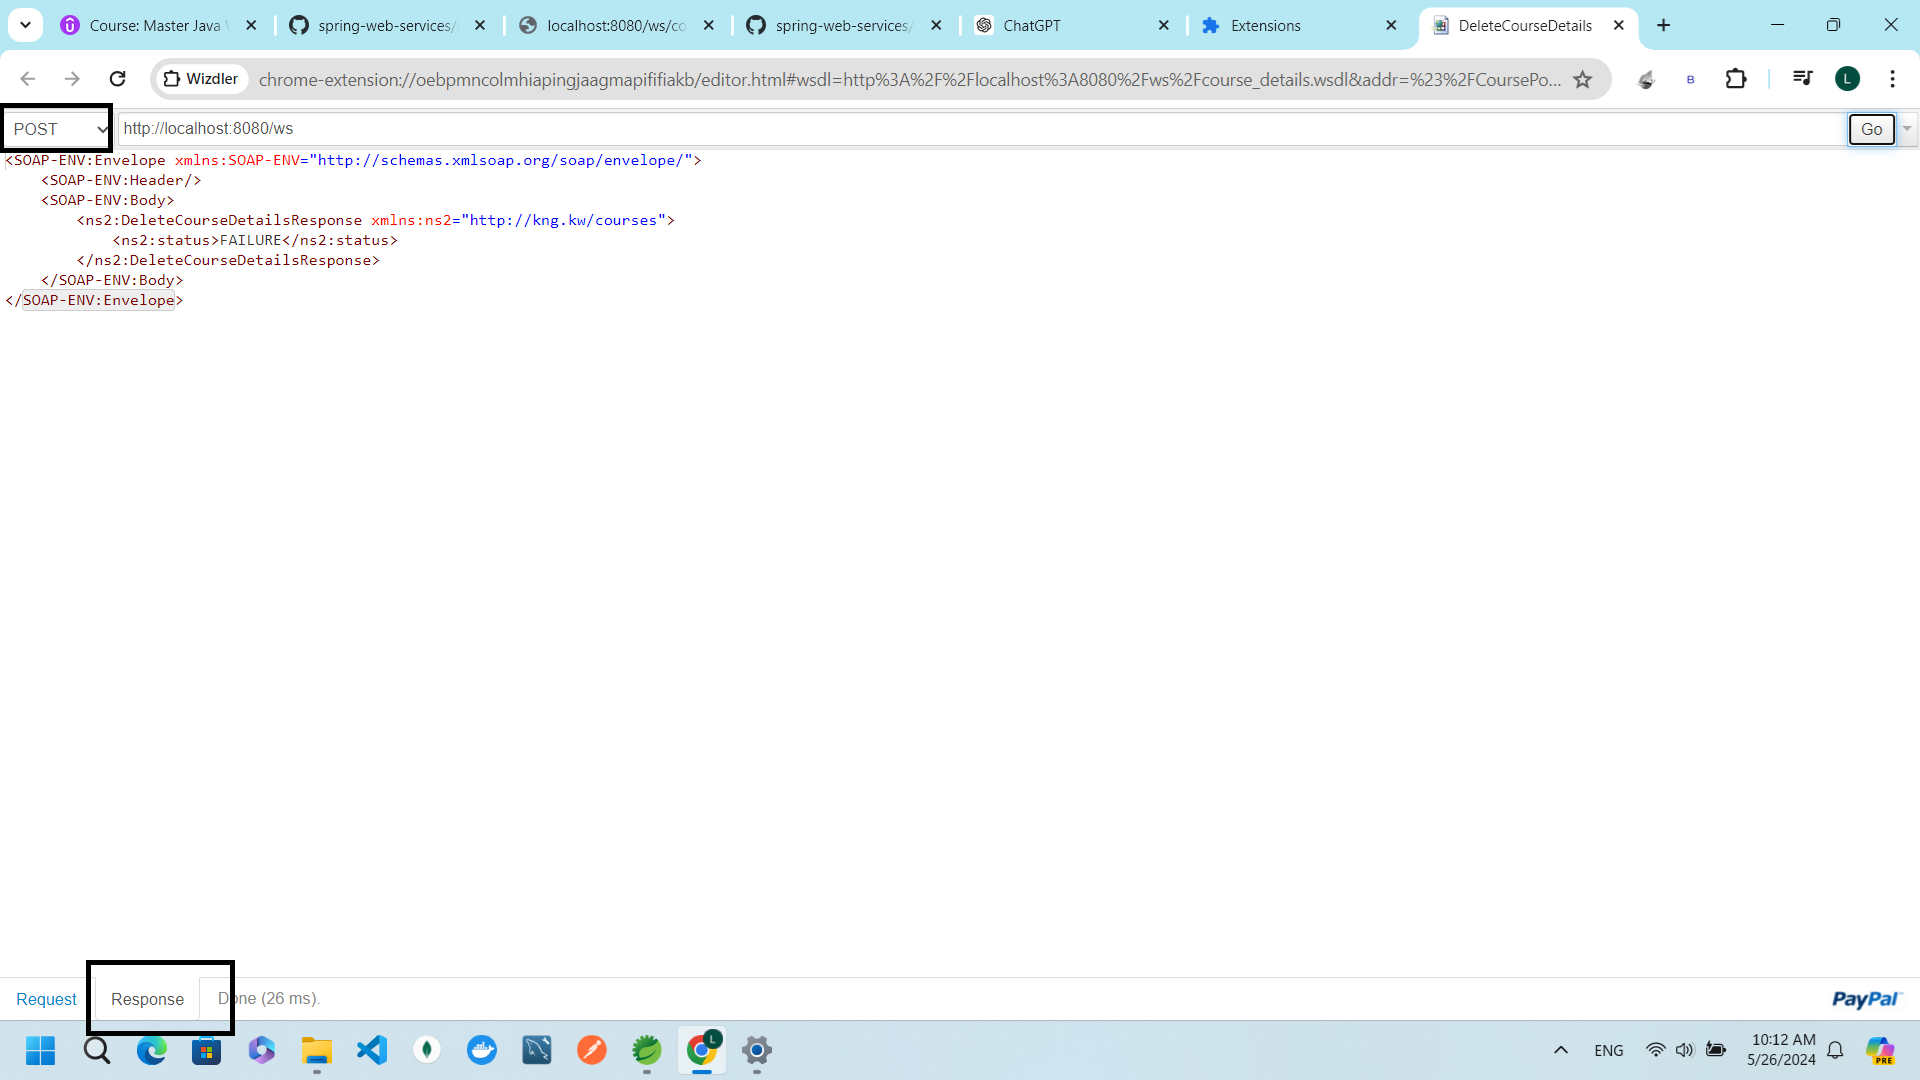 Course: Master Java
spring-web-services/
localhost:8080/ws/co
spring-web-services/
ChatGPT
Extensions
DeleteCourseDetails
Wizdler
chrome-extension://oebpmncolmhiapingjaagmapififiakb/editor.html#wsdl=http%3A%2F%2Flocalhost%3A8080%2Fws%2Fcourse_details.wsdl&addr=%23%2FCoursePo...
B
L
POST
http://localhost:8080/ws
Go
<SOAP-ENV:Envelope xmlns:SOAP-ENV="http://schemas.xmlsoap.org/soap/envelope/">
<SOAP-ENV:Header/>
<SOAP-ENV:Body>
<ns2:DeleteCourseDetailsResponse xmlns:ns2="http://kng.kw/courses">
<ns2:status>FAILURE</ns2:status>
</ns2:DeleteCourseDetailsResponse>
</SOAP-ENV:Body>
</SOAP-ENV:Envelope>
Request
Response
Done (26 ms).
PayPal
L
ENG
10:12 AM
5/26/2024
PRE